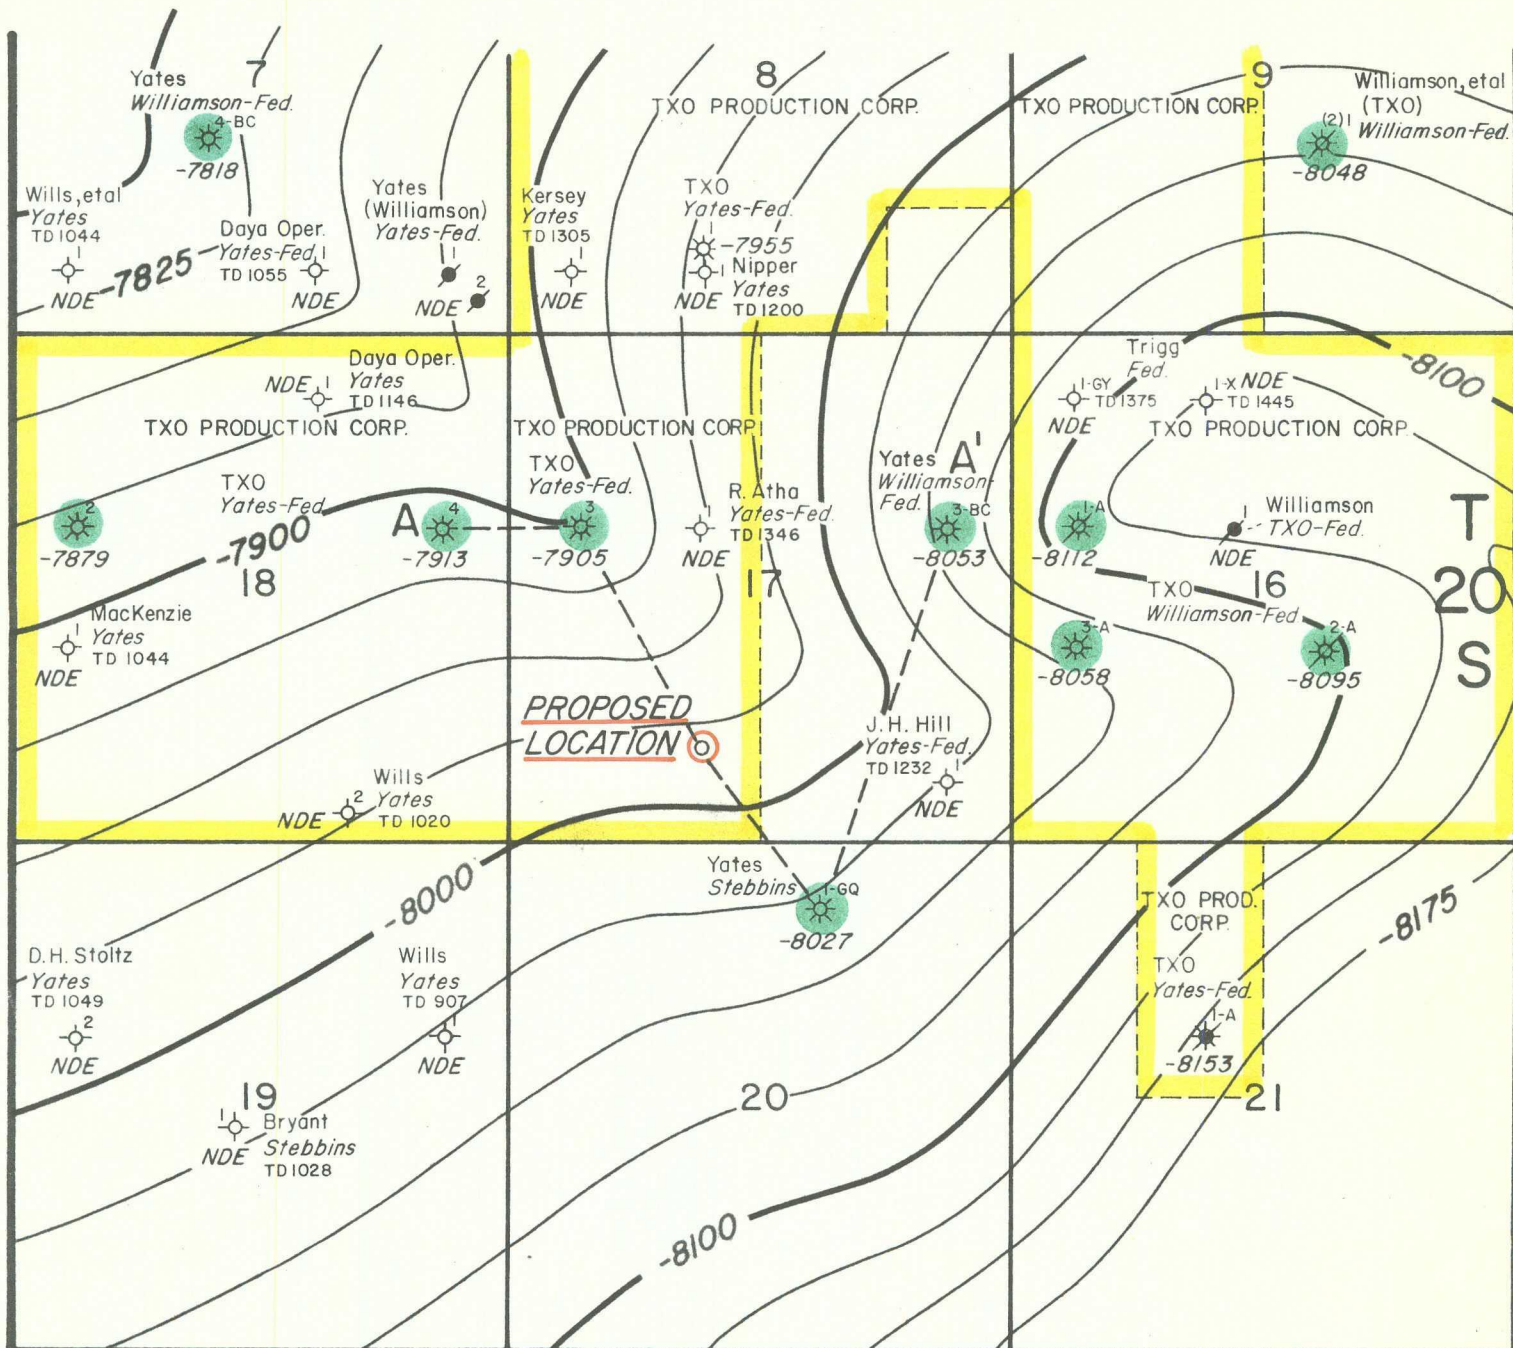 7
Yates
Williamson-Fed.
4-BC
-7818
Wills, etal
Yates
TD 1044
1
NDE
-7825
Daya Oper.
Yates-Fed.
TD 1055
1
NDE
Yates
(Williamson)
Yates-Fed.
1
2
NDE
8
TXO PRODUCTION CORP.
Kersey
Yates
TD 1305
1
NDE
TXO
Yates-Fed.
1
-7955
1
Nipper
Yates
TD 1200
NDE
9
TXO PRODUCTION CORP.
Williamson, etal
(TXO)
Williamson-Fed.
(2)1
-8048
Daya Oper.
Yates
TD 1146
NDE
1
TXO PRODUCTION CORP.
TXO
Yates-Fed.
2
-7879
-7900
A
4
-7913
18
MacKenzie
Yates
TD 1044
1
NDE
Wills
Yates
TD 1020
2
NDE
TXO PRODUCTION CORP.
TXO
Yates-Fed.
3
-7905
R. Atha
Yates-Fed.
TD 1346
1
NDE
17
Yates
Williamson-
Fed.
A'
3-BC
-8053
PROPOSED
LOCATION
J. H. Hill
Yates-Fed.
TD 1232
1
NDE
Trigg
Fed.
1-GY
TD 1375
NDE
1-X
NDE
TD 1445
-8100
TXO PRODUCTION CORP.
1-A
-8112
Williamson
TXO-Fed.
1
NDE
16
TXO
Williamson-Fed.
3-A
-8058
2-A
-8095
T
20
S
-8000
D. H. Stoltz
Yates
TD 1049
2
NDE
Wills
Yates
TD 907
1
NDE
19
1
Bryant
Stebbins
TD 1028
NDE
Yates
Stebbins
1-GQ
-8027
20
-8100
TXO PROD.
CORP.
TXO
Yates-Fed.
1-A
-8153
21
-8175